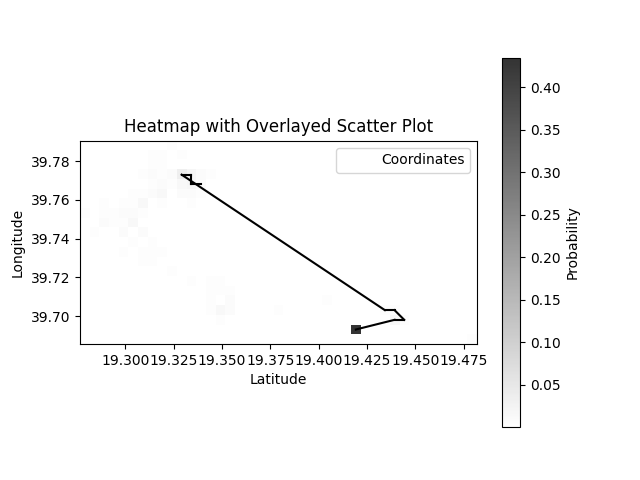 Heatmap with Overlayed Scatter Plot
Coordinates
39.78
39.76
39.74
39.72
39.70
Longitude
19.300 19.325 19.350 19.375 19.400 19.425 19.450 19.475
Latitude
0.40
0.35
0.30
0.25
0.20
0.15
0.10
0.05
Probability